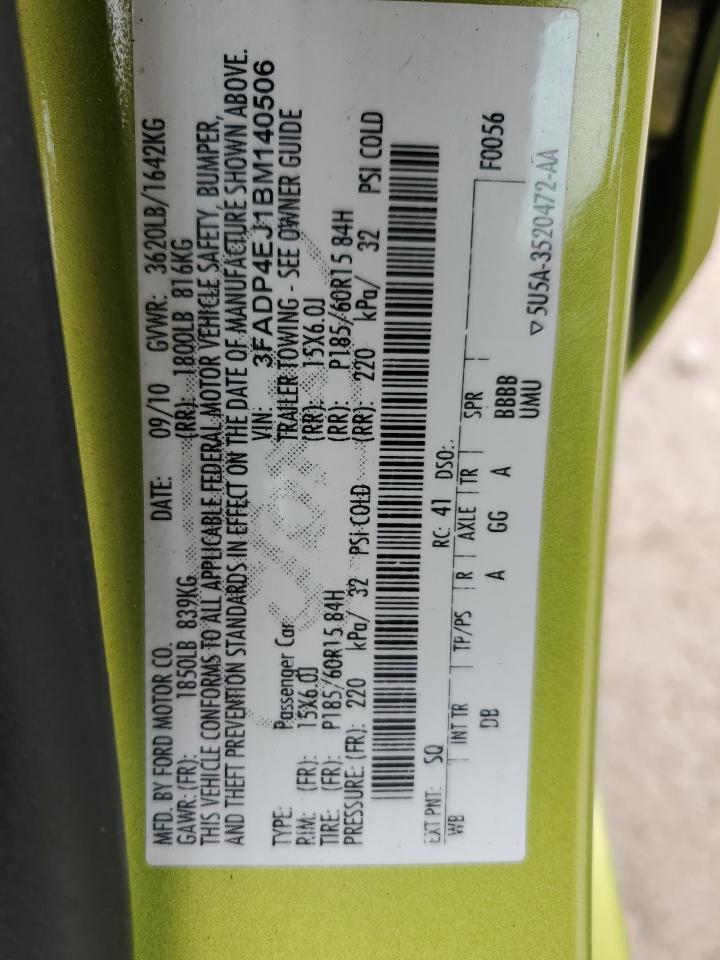 MFD. BY FORD MOTOR CO. DATE: 09/10 GVWR: 3620LB/1642KG
GAWR: (FR): 1850LB 839KG (RR): 1800LB 816KG
THIS VEHICLE CONFORMS TO ALL APPLICABLE FEDERAL MOTOR VEHICLE SAFETY, BUMPER,
AND THEFT PREVENTION STANDARDS IN EFFECT ON THE DATE OF MANUFACTURE SHOWN ABOVE.
VIN: 3FADP4EJ1BM140506
TYPE: Passenger Car TRAILER TOWING - SEE OWNER GUIDE
RIM: (FR): 15X6.0J (RR): 15X6.0J
TIRE: (FR): P185/60R15 84H (RR): P185/60R15 84H
PRESSURE: (FR): 220 kPa/ 32 PSI COLD (RR): 220 kPa/ 32 PSI COLD
EXT PNT: SQ RC: 41 DSO: F0056
WB INT TR TP/PS R AXLE TR SPR
DB A GG A BBBB
UMU
▽ 5U5A-3520472-AA